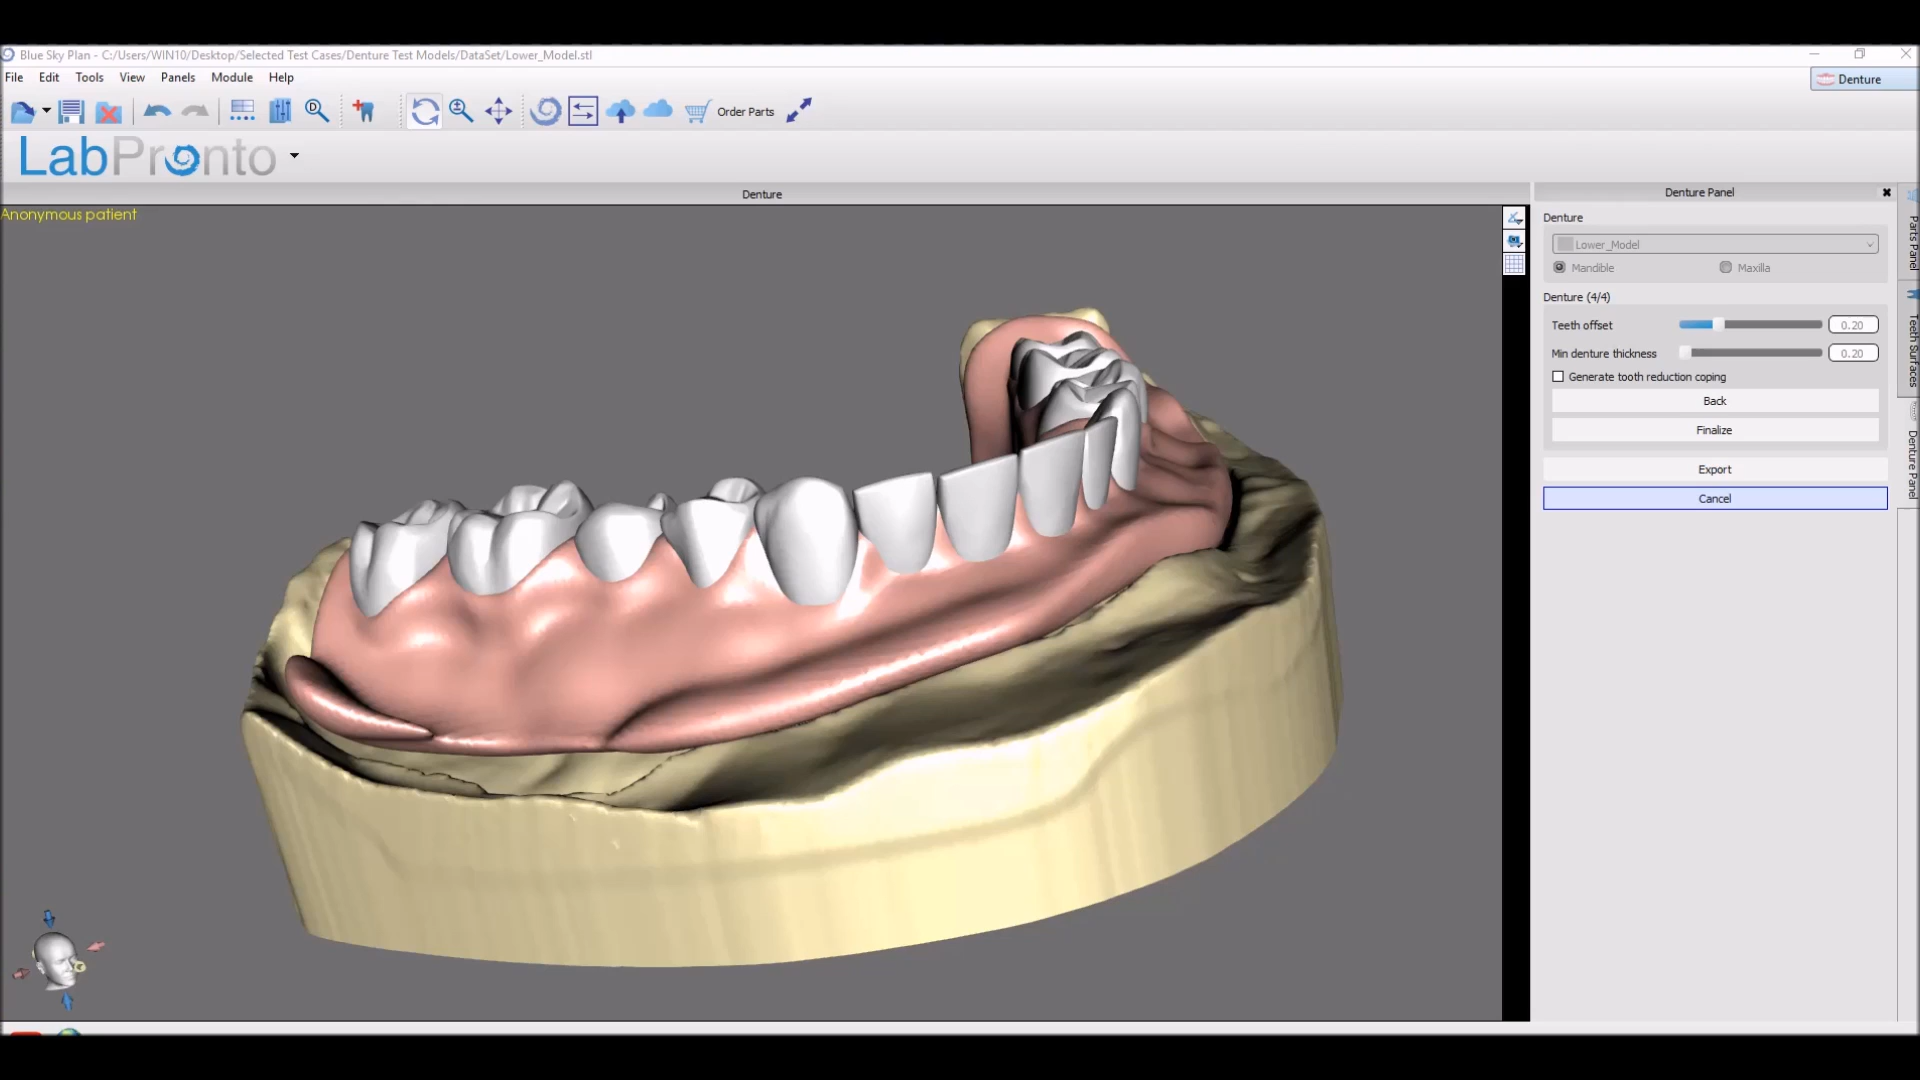 Blue Sky Plan - C:/Users/WIN10/Desktop/Selected Test Cases/Denture Test Models/DataSet/Lower_Model.stl
File Edit Tools View Panels Module Help
Denture
D
Order Parts
LabPronto
Denture
Denture Panel
Anonymous patient
Denture
Lower_Model
Mandible Maxilla
Denture (4/4)
Teeth offset 0.20
Min denture thickness 0.20
Generate tooth reduction coping
Back
Finalize
Export
Cancel
Parts Panel
Teeth Surfaces
Denture Panel